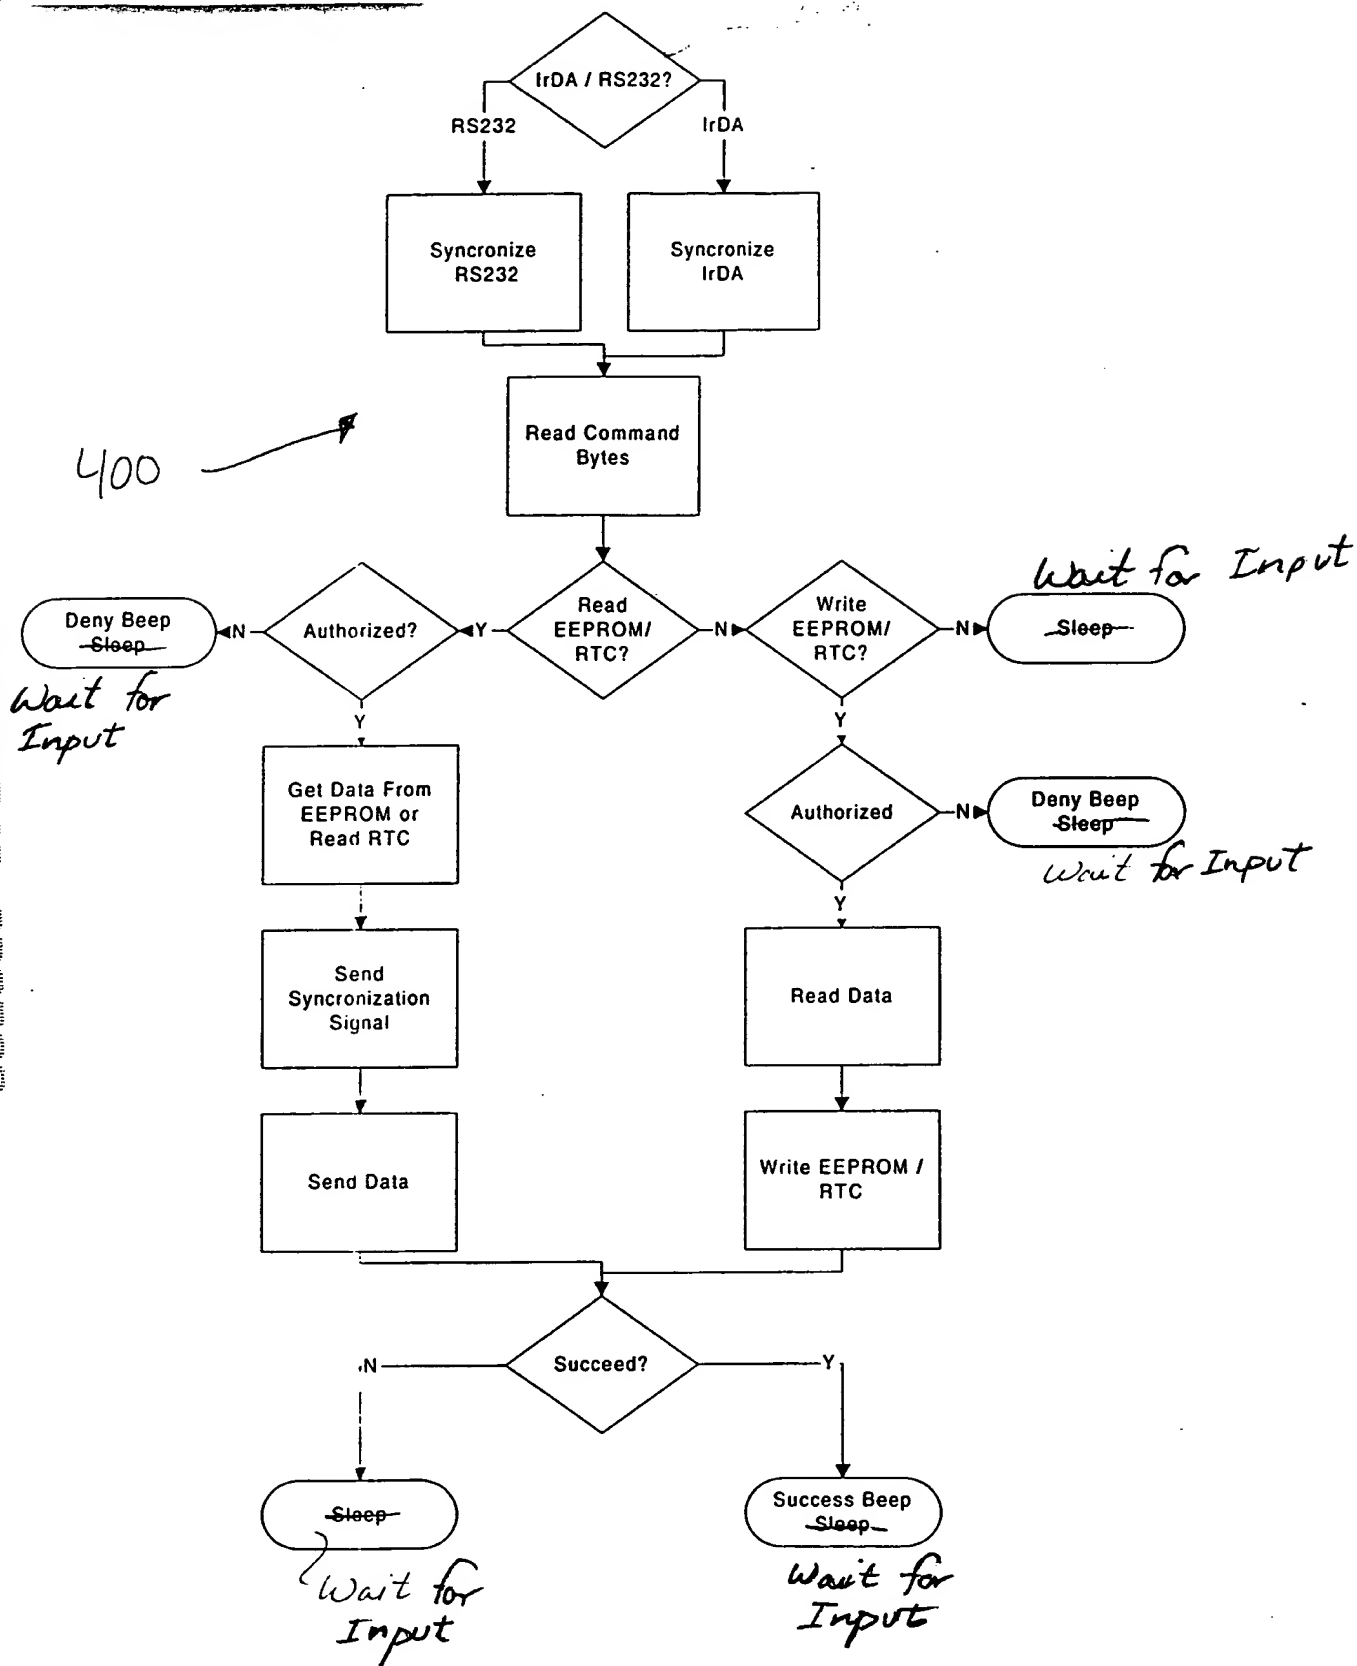 IrDA / RS232?
RS232
IrDA
Syncronize
RS232
Syncronize
IrDA
Read Command
Bytes
400
Wait for Input
Deny Beep
Sleep
N
Authorized?
Y
Read
EEPROM/
RTC?
N
Write
EEPROM/
RTC?
N
Sleep
Wait for
Input
Y
Y
Get Data From
EEPROM or
Read RTC
Authorized
N
Deny Beep
Sleep
Wait for Input
Y
Send
Syncronization
Signal
Read Data
Send Data
Write EEPROM /
RTC
N
Succeed?
Y
Sleep
Success Beep
Sleep
Wait for
Input
Wait for
Input